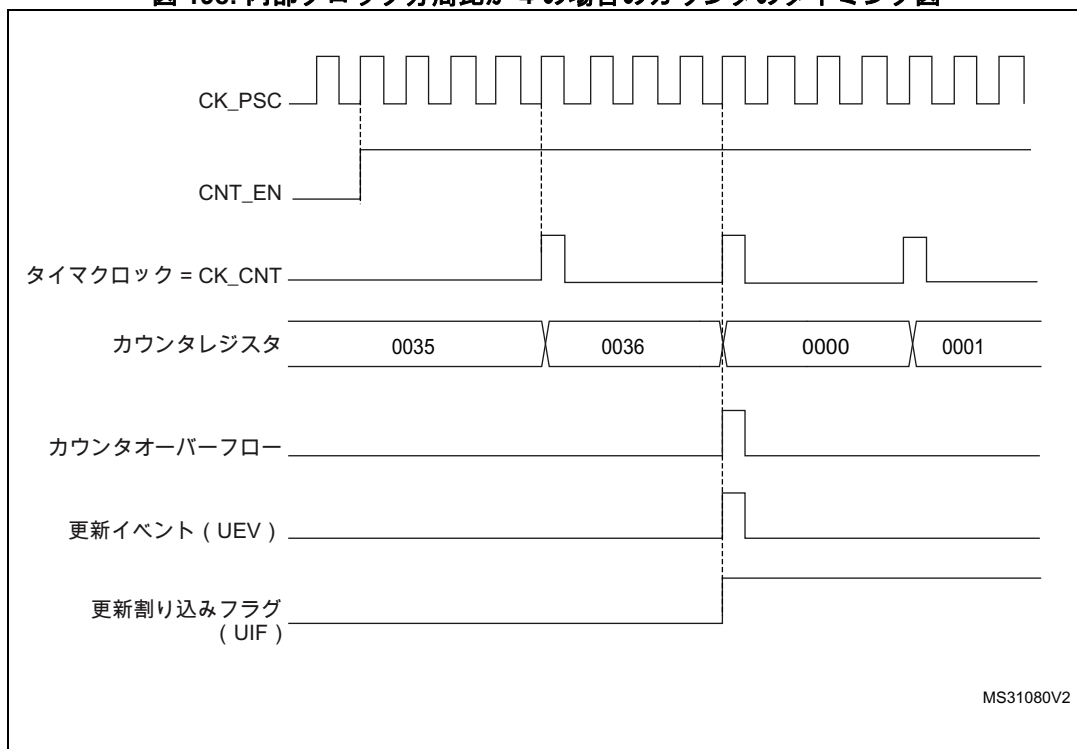 CK_PSC
CNT_EN
タイマクロック = CK_CNT
カウンタレジスタ
0035
0036
0000
0001
カウンタオーバーフロー
更新イベント ( UEV )
更新割り込みフラグ
( UIF )
MS31080V2